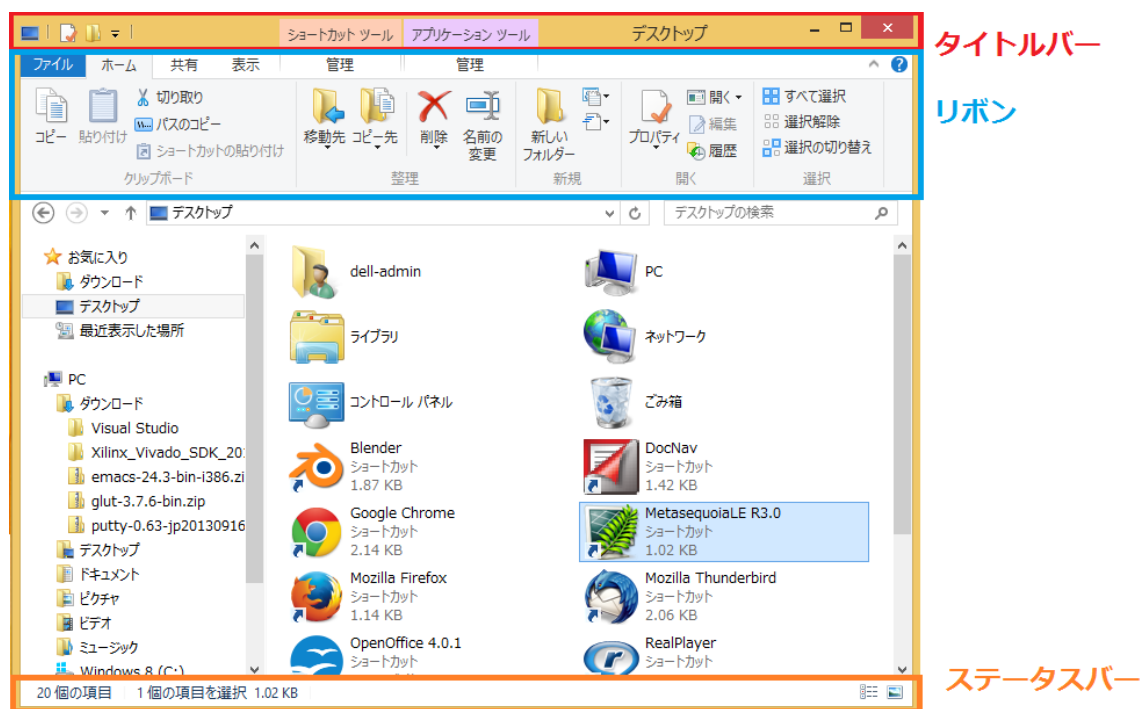 ショートカット ツール アプリケーション ツール デスクトップ
タイトルバー
ファイル ホーム 共有 表示 管理 管理
リボン
コピー 貼り付け 切り取り
パスのコピー
ショートカットの貼り付け
クリップボード
移動先 コピー先 削除 名前の
変更
整理
新しい
フォルダー
新規
プロパティ 開く
編集
履歴
開く
すべて選択
選択解除
選択の切り替え
選択
デスクトップ
デスクトップの検索
お気に入り
ダウンロード
デスクトップ
最近表示した場所
PC
ダウンロード
Visual Studio
Xilinx_Vivado_SDK_20
emacs-24.3-bin-i386.zi
glut-3.7.6-bin.zip
putty-0.63-jp20130916
デスクトップ
ドキュメント
ピクチャ
ビデオ
ミュージック
Windows 8 (C:)
dell-admin
PC
ライブラリ
ネットワーク
コントロール パネル
ごみ箱
Blender
ショートカット
1.87 KB
DocNav
ショートカット
1.42 KB
Google Chrome
ショートカット
2.14 KB
MetasequoiaLE R3.0
ショートカット
1.02 KB
Mozilla Firefox
ショートカット
1.14 KB
Mozilla Thunderbird
ショートカット
2.06 KB
OpenOffice 4.0.1
ショートカット
RealPlayer
ショートカット
20 個の項目 1 個の項目を選択 1.02 KB
ステータスバー